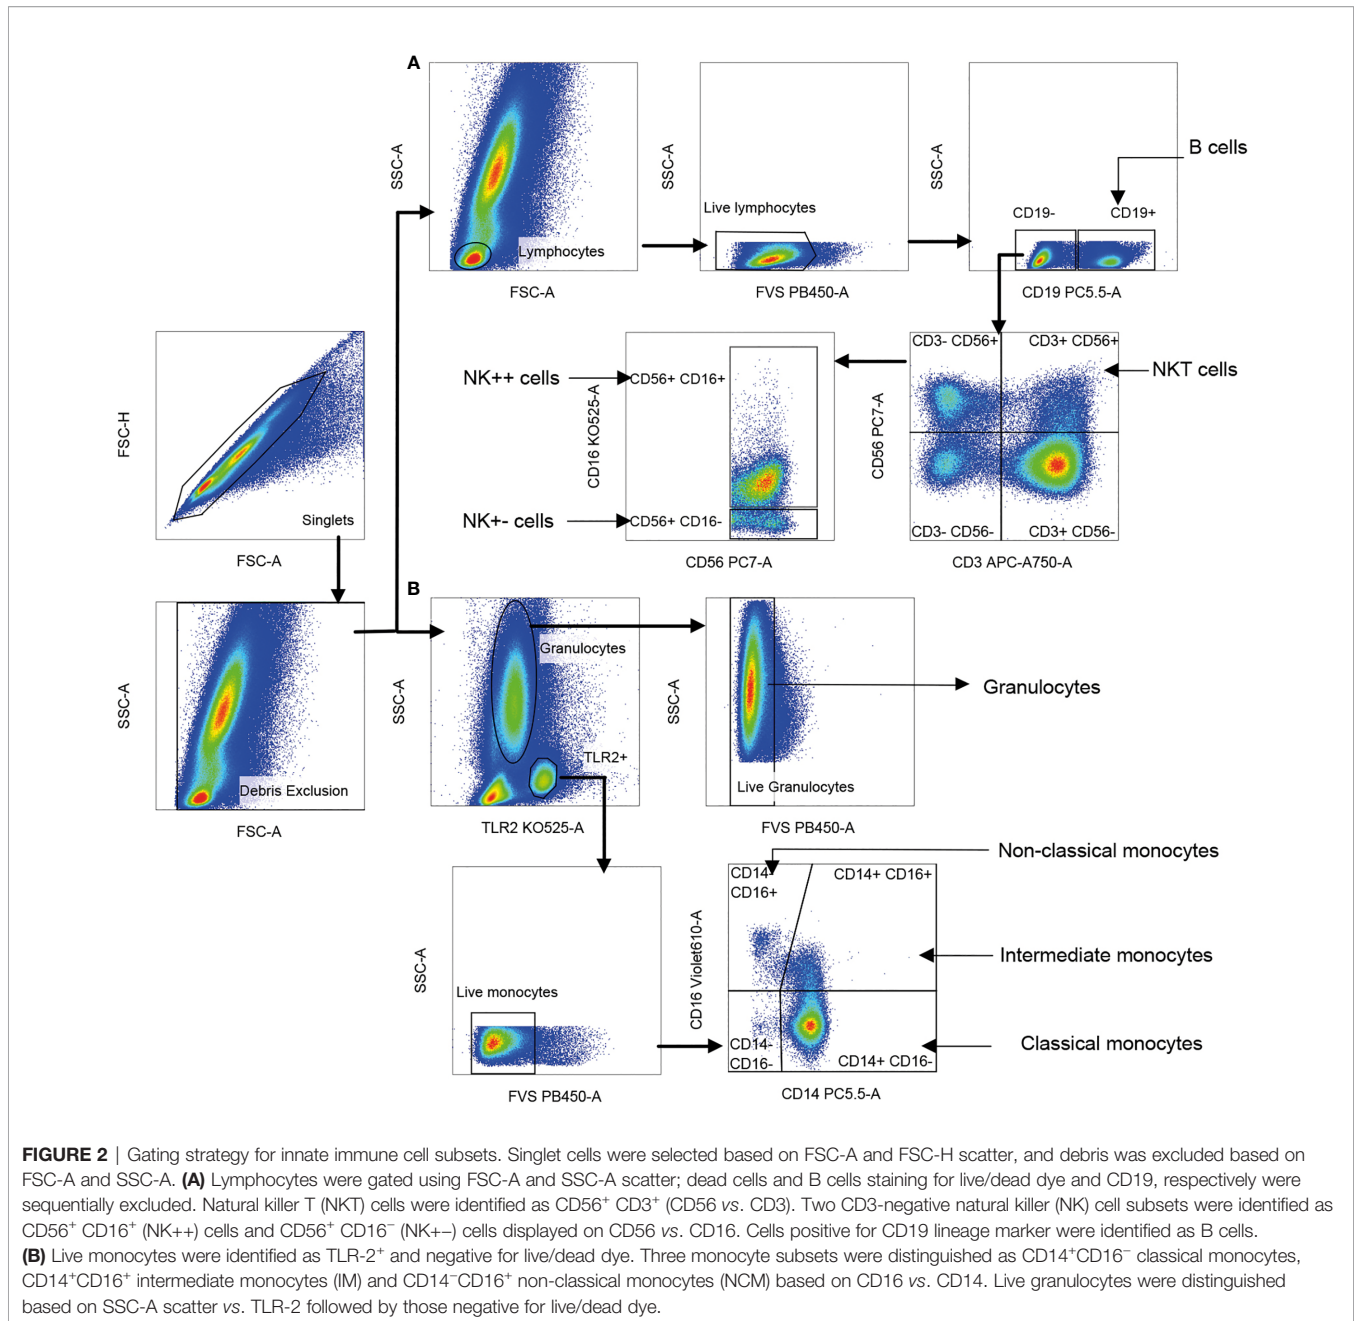 A
SSC-A
Lymphocytes
FSC-A
SSC-A
Live lymphocytes
FVS PB450-A
SSC-A
B cells
CD19-
CD19+
CD19 PC5.5-A
FSC-H
Singlets
FSC-A
NK++ cells
CD56+ CD16+
CD16 KO525-A
NK+- cells
CD56+ CD16-
CD56 PC7-A
CD3- CD56+
CD3+ CD56+
NKT cells
CD56 PC7-A
CD3- CD56-
CD3+ CD56-
CD3 APC-A750-A
SSC-A
Debris Exclusion
FSC-A
B
SSC-A
Granulocytes
TLR2+
TLR2 KO525-A
SSC-A
Live Granulocytes
FVS PB450-A
Granulocytes
SSC-A
Live monocytes
FVS PB450-A
CD16 Violet610-A
CD14-
CD16+
CD14+ CD16+
CD14-
CD16-
CD14+ CD16-
CD14 PC5.5-A
Non-classical monocytes
Intermediate monocytes
Classical monocytes
FIGURE 2 | Gating strategy for innate immune cell subsets. Singlet cells were selected based on FSC-A and FSC-H scatter, and debris was excluded based on
FSC-A and SSC-A. (A) Lymphocytes were gated using FSC-A and SSC-A scatter; dead cells and B cells staining for live/dead dye and CD19, respectively were
sequentially excluded. Natural killer T (NKT) cells were identified as CD56⁺ CD3⁺ (CD56 vs. CD3). Two CD3-negative natural killer (NK) cell subsets were identified as
CD56⁺ CD16⁺ (NK++) cells and CD56⁺ CD16⁻ (NK+−) cells displayed on CD56 vs. CD16. Cells positive for CD19 lineage marker were identified as B cells.
(B) Live monocytes were identified as TLR-2⁺ and negative for live/dead dye. Three monocyte subsets were distinguished as CD14⁺CD16⁻ classical monocytes,
CD14⁺CD16⁺ intermediate monocytes (IM) and CD14⁻CD16⁺ non-classical monocytes (NCM) based on CD16 vs. CD14. Live granulocytes were distinguished
based on SSC-A scatter vs. TLR-2 followed by those negative for live/dead dye.